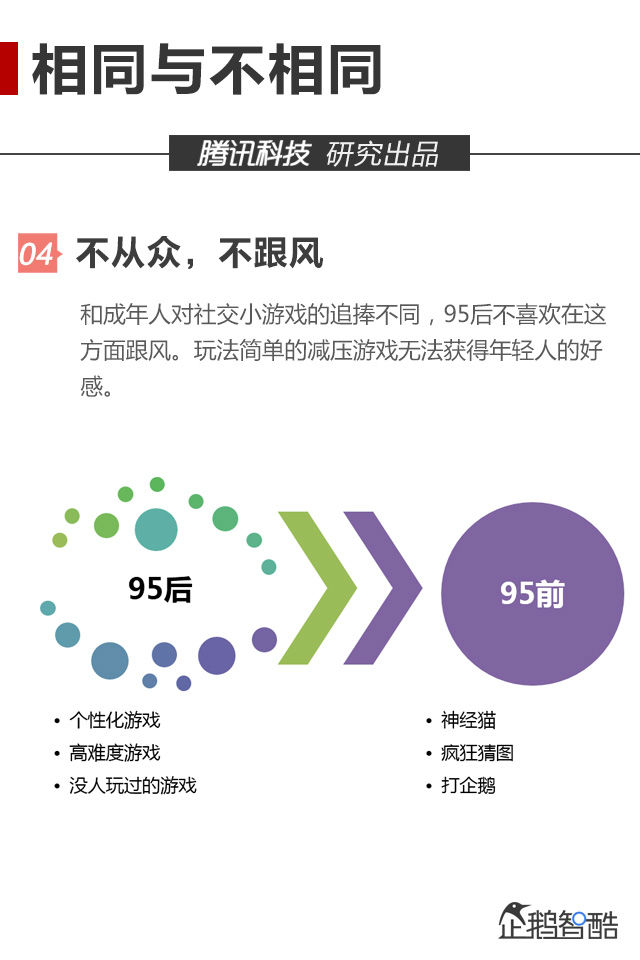 相同与不相同
腾讯科技 研究出品
04 不从众，不跟风
和成年人对社交小游戏的追捧不同，95后不喜欢在这
方面跟风。玩法简单的减压游戏无法获得年轻人的好
感。
95后
95前
• 个性化游戏
• 高难度游戏
• 没人玩过的游戏
• 神经猫
• 疯狂猜图
• 打企鹅
企鹅智酷